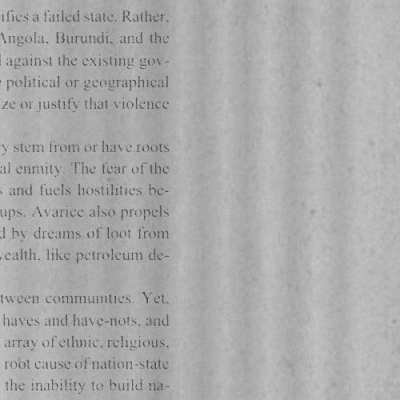 ifies a failed state. Rather,
Angola, Burundi, and the
against the existing gov-
political or geographical
ze or justify that violence
y stem from or have roots
al enmity. The fear of the
s and fuels hostilities be-
ups. Avarice also propels
d by dreams of loot from
wealth, like petroleum de-
tween communities. Yet,
haves and have-nots, and
array of ethnic, religious,
root cause of nation-state
the inability to build na-